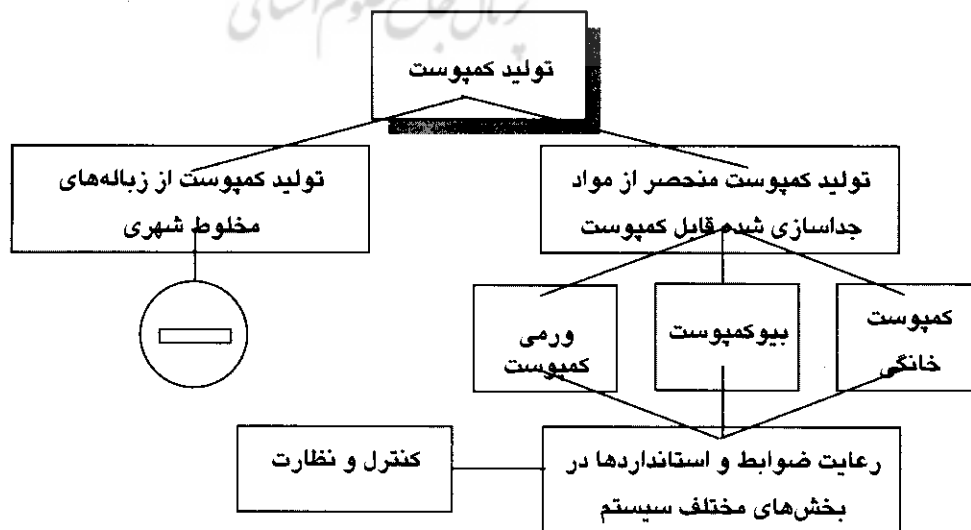 تولید کمپوست
تولید کمپوست منحصر از مواد
جداسازی شده قابل کمپوست
تولید کمپوست از زباله‌های
مخلوط شهری
کمپوست
خانگی
بیوکمپوست
ورمی
کمپوست
رعایت ضوابط و استانداردها در
بخش‌های مختلف سیستم
کنترل و نظارت